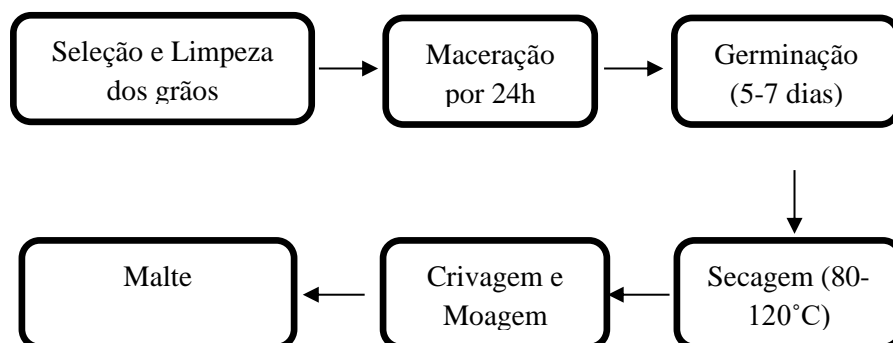 Seleção e Limpeza
dos grãos
Maceração
por 24h
Germinação
(5-7 dias)
Secagem (80-
120˚C)
Crivagem e
Moagem
Malte